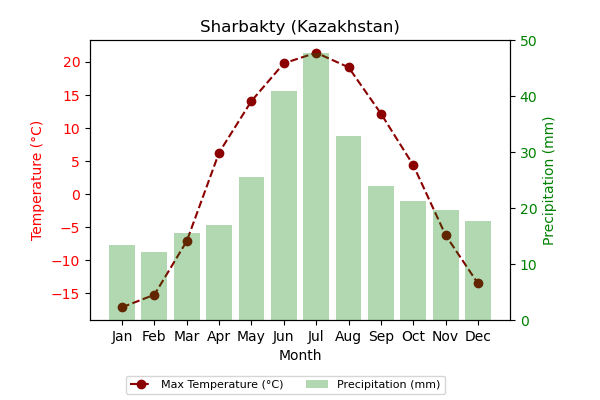 Sharbakty (Kazakhstan)
Temperature (°C)
20
15
10
5
0
−5
−10
−15
50
40
30
20
10
0
Precipitation (mm)
Jan Feb Mar Apr May Jun Jul Aug Sep Oct Nov Dec
Month
Max Temperature (°C) Precipitation (mm)